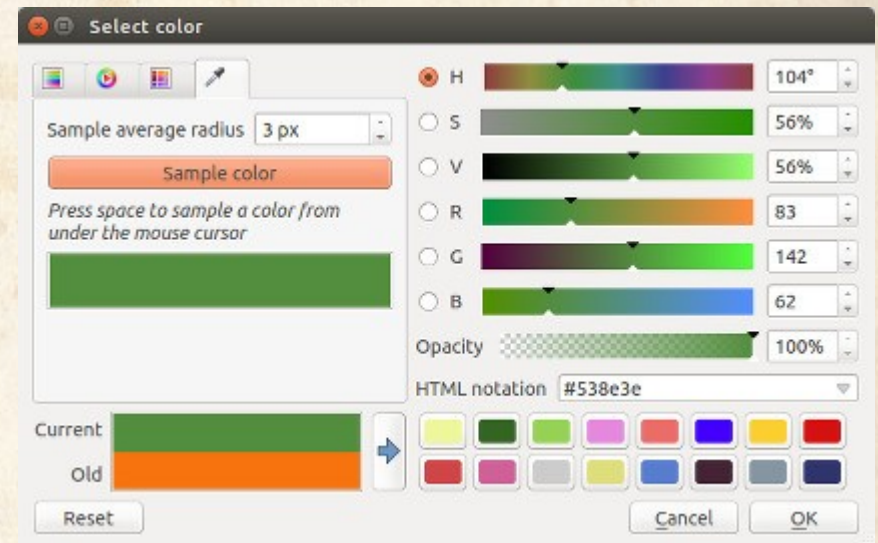 Select color
Sample average radius 3 px
Sample color
Press space to sample a color from
under the mouse cursor
H 104°
S 56%
V 56%
R 83
G 142
B 62
Opacity 100%
HTML notation #538e3e
Current
Old
Reset
Cancel
OK